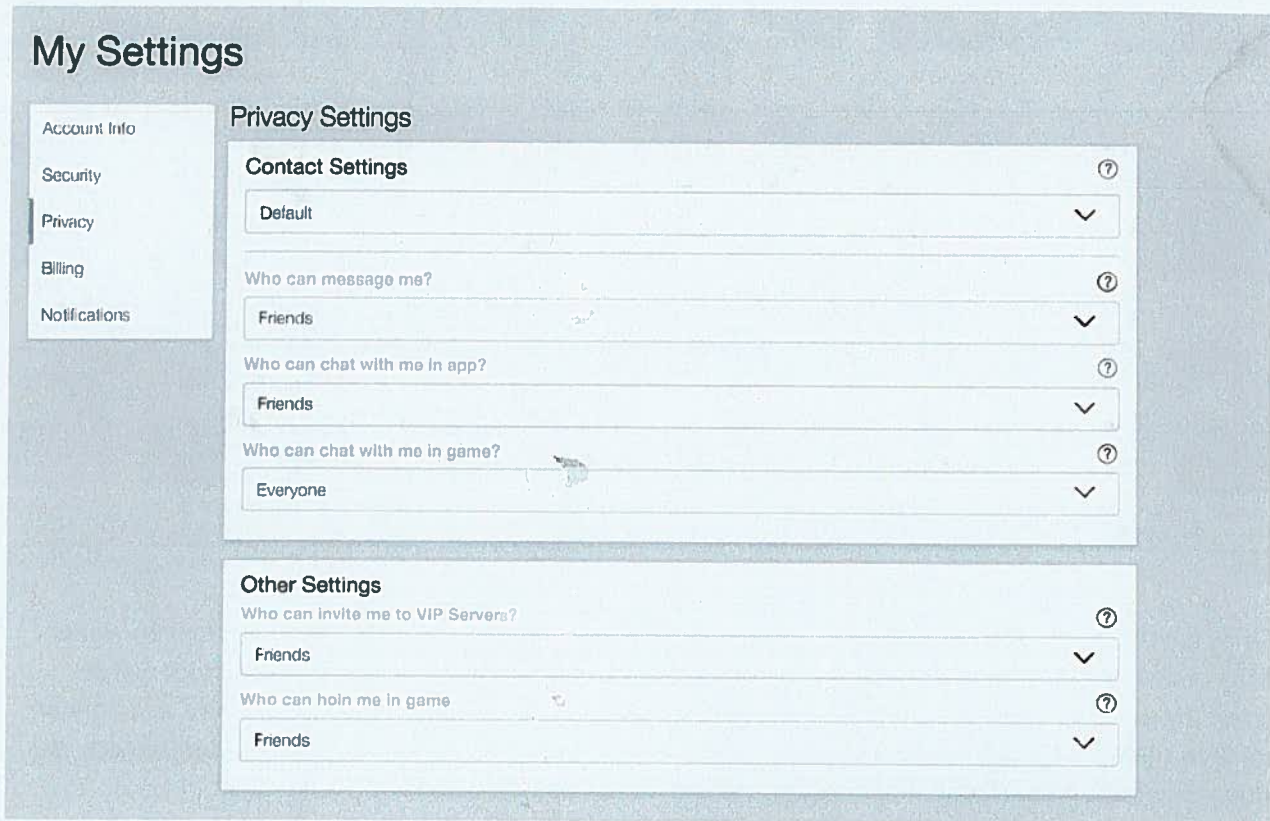 My Settings
Account Info
Security
Privacy
Billing
Notifications
Privacy Settings
Contact Settings
Default
Who can message me?
Friends
Who can chat with me in app?
Friends
Who can chat with me in game?
Everyone
Other Settings
Who can invite me to VIP Servers?
Friends
Who can hoin me in game
Friends